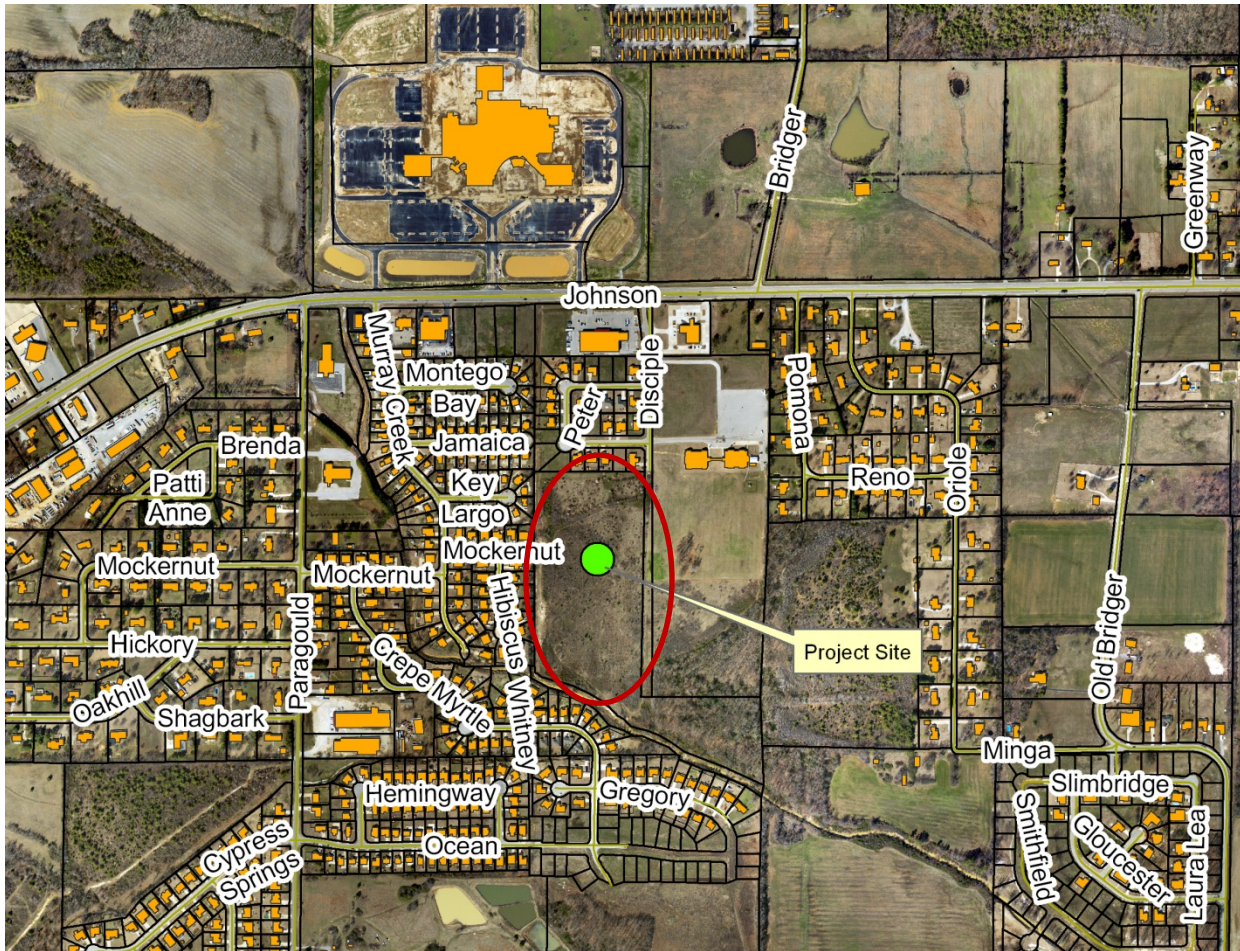 Bridger
Greenway
Johnson
Murray Creek
Montego
Bay
Jamaica
Peter
Disciple
Pomona
Brenda
Patti
Anne
Key
Largo
Reno
Oriole
Mockernut
Mockernut
Mockernut
Hibiscus
Whitney
Old Bridger
Paragould
Hickory
Project Site
Oakhill
Shagbark
Crepe Myrtle
Minga
Hemingway
Gregory
Slimbridge
Smithfield
Gloucester
Laura Lea
Cypress
Springs
Ocean